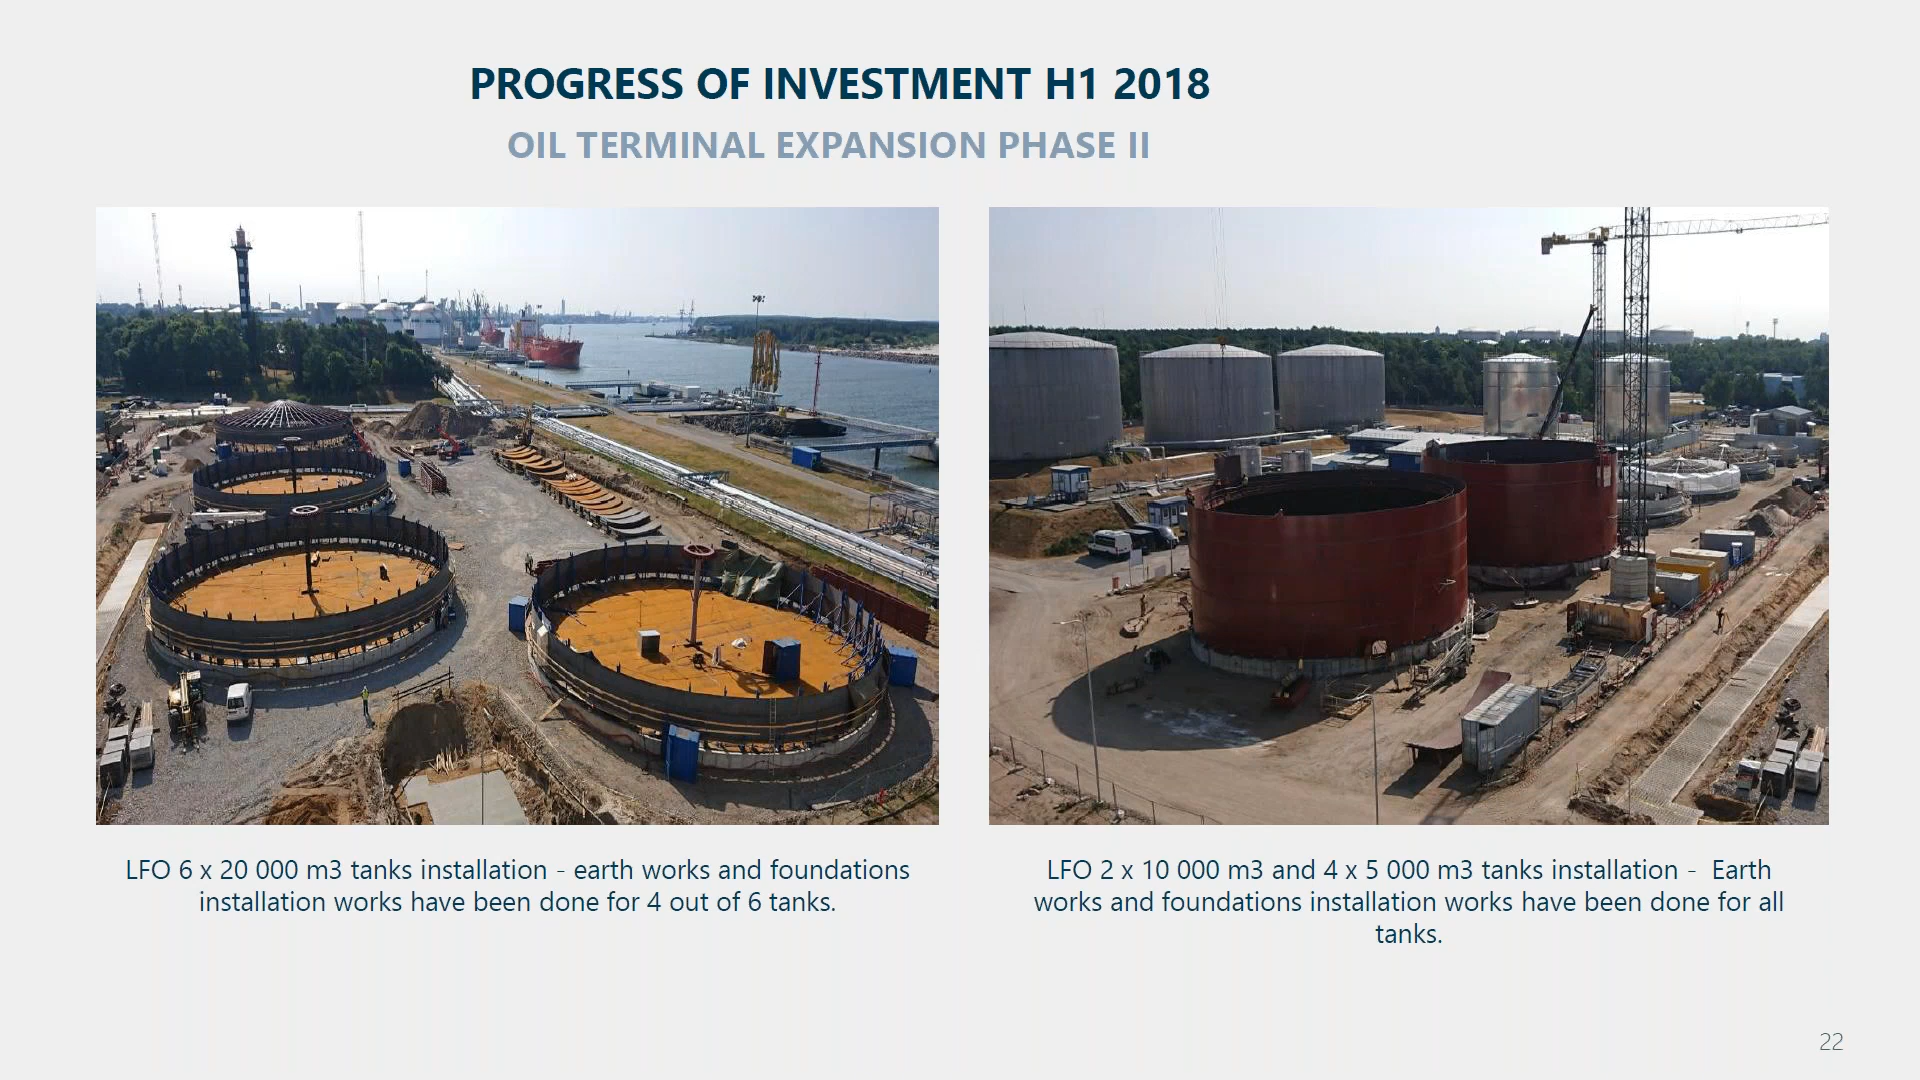 PROGRESS OF INVESTMENT H1 2018
OIL TERMINAL EXPANSION PHASE II
LFO 6 x 20 000 m3 tanks installation - earth works and foundations
installation works have been done for 4 out of 6 tanks.
LFO 2 x 10 000 m3 and 4 x 5 000 m3 tanks installation -  Earth
works and foundations installation works have been done for all
tanks.
22